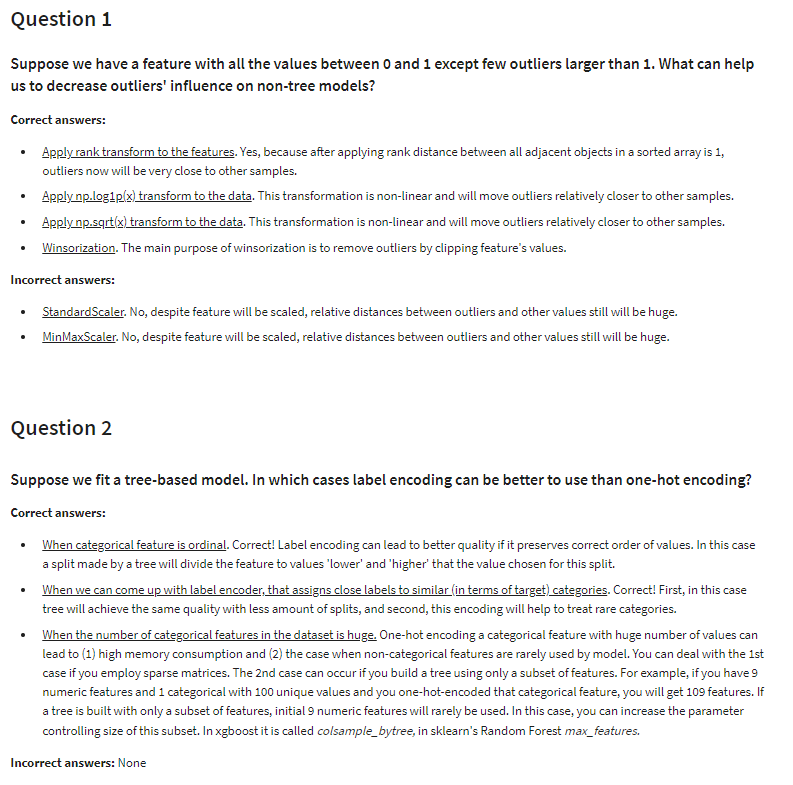 Question 1
Suppose we have a feature with all the values between 0 and 1 except few outliers larger than 1. What can help
us to decrease outliers' influence on non-tree models?
Correct answers:
• Apply rank transform to the features. Yes, because after applying rank distance between all adjacent objects in a sorted array is 1,
outliers now will be very close to other samples.
• Apply np.log1p(x) transform to the data. This transformation is non-linear and will move outliers relatively closer to other samples.
• Apply np.sqrt(x) transform to the data. This transformation is non-linear and will move outliers relatively closer to other samples.
• Winsorization. The main purpose of winsorization is to remove outliers by clipping feature's values.
Incorrect answers:
• StandardScaler. No, despite feature will be scaled, relative distances between outliers and other values still will be huge.
• MinMaxScaler. No, despite feature will be scaled, relative distances between outliers and other values still will be huge.
Question 2
Suppose we fit a tree-based model. In which cases label encoding can be better to use than one-hot encoding?
Correct answers:
• When categorical feature is ordinal. Correct! Label encoding can lead to better quality if it preserves correct order of values. In this case
a split made by a tree will divide the feature to values 'lower' and 'higher' that the value chosen for this split.
• When we can come up with label encoder, that assigns close labels to similar (in terms of target) categories. Correct! First, in this case
tree will achieve the same quality with less amount of splits, and second, this encoding will help to treat rare categories.
• When the number of categorical features in the dataset is huge. One-hot encoding a categorical feature with huge number of values can
lead to (1) high memory consumption and (2) the case when non-categorical features are rarely used by model. You can deal with the 1st
case if you employ sparse matrices. The 2nd case can occur if you build a tree using only a subset of features. For example, if you have 9
numeric features and 1 categorical with 100 unique values and you one-hot-encoded that categorical feature, you will get 109 features. If
a tree is built with only a subset of features, initial 9 numeric features will rarely be used. In this case, you can increase the parameter
controlling size of this subset. In xgboost it is called colsample_bytree, in sklearn's Random Forest max_features.
Incorrect answers: None